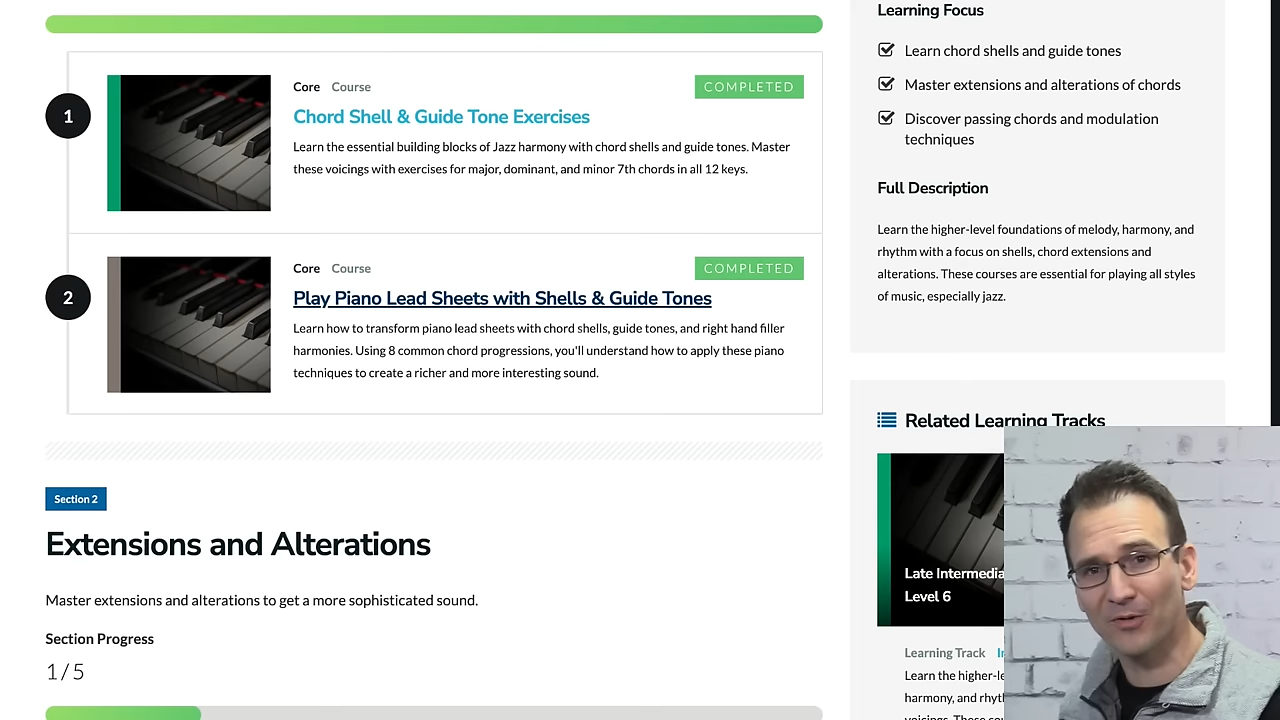 1
Core Course
COMPLETED
Chord Shell & Guide Tone Exercises
Learn the essential building blocks of Jazz harmony with chord shells and guide tones. Master
these voicings with exercises for major, dominant, and minor 7th chords in all 12 keys.
2
Core Course
COMPLETED
Play Piano Lead Sheets with Shells & Guide Tones
Learn how to transform piano lead sheets with chord shells, guide tones, and right hand filler
harmonies. Using 8 common chord progressions, you'll understand how to apply these piano
techniques to create a richer and more interesting sound.
Section 2
Extensions and Alterations
Master extensions and alterations to get a more sophisticated sound.
Section Progress
1 / 5
Learning Focus
Learn chord shells and guide tones
Master extensions and alterations of chords
Discover passing chords and modulation
techniques
Full Description
Learn the higher-level foundations of melody, harmony, and
rhythm with a focus on shells, chord extensions and
alterations. These courses are essential for playing all styles
of music, especially jazz.
Related Learning Tracks
Late Intermedia
Level 6
Learning Track
Learn the higher-le
harmony, and rhyt
voicings. These cou